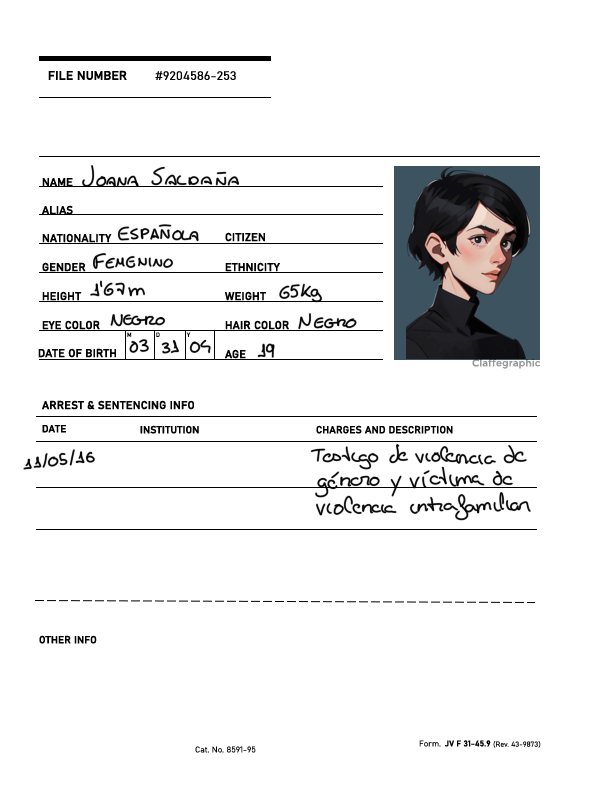 FILE NUMBER #9204586-253
NAME JOANA SALDAÑA
ALIAS
NATIONALITY ESPAÑOLA CITIZEN
GENDER FEMENINO ETHNICITY
HEIGHT 1'67m WEIGHT 65kg
EYE COLOR NEGRO HAIR COLOR NEGRO
M D Y
DATE OF BIRTH 03 31 04 AGE 19
Claffegraphic
ARREST & SENTENCING INFO
DATE INSTITUTION CHARGES AND DESCRIPTION
11/05/16 Testigo de violencia de
género y víctima de
violencia intrafamiliar
OTHER INFO
Cat. No. 8591-95 Form. JV F 31-45.9 (Rev. 43-9873)